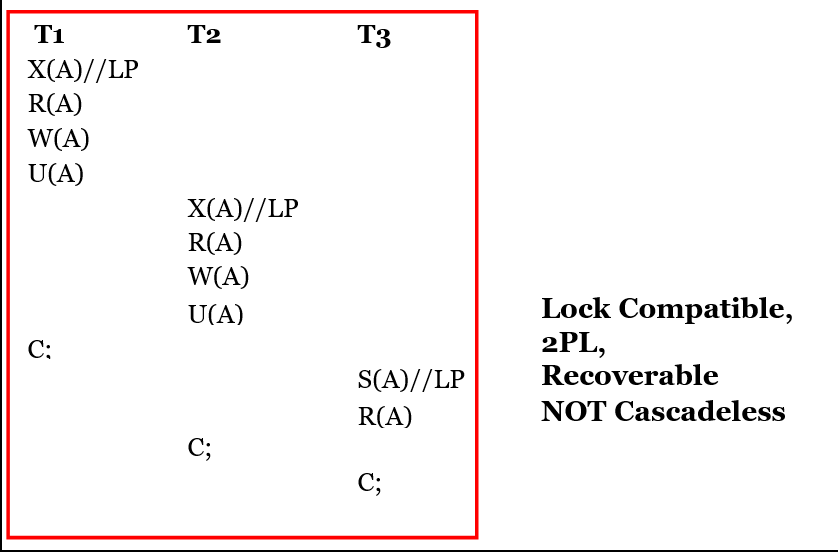 T1 T2 T3
X(A)//LP
R(A)
W(A)
U(A)
X(A)//LP
R(A)
W(A)
U(A)
C;
S(A)//LP
R(A)
C;
C;
Lock Compatible,
2PL,
Recoverable
NOT Cascadeless